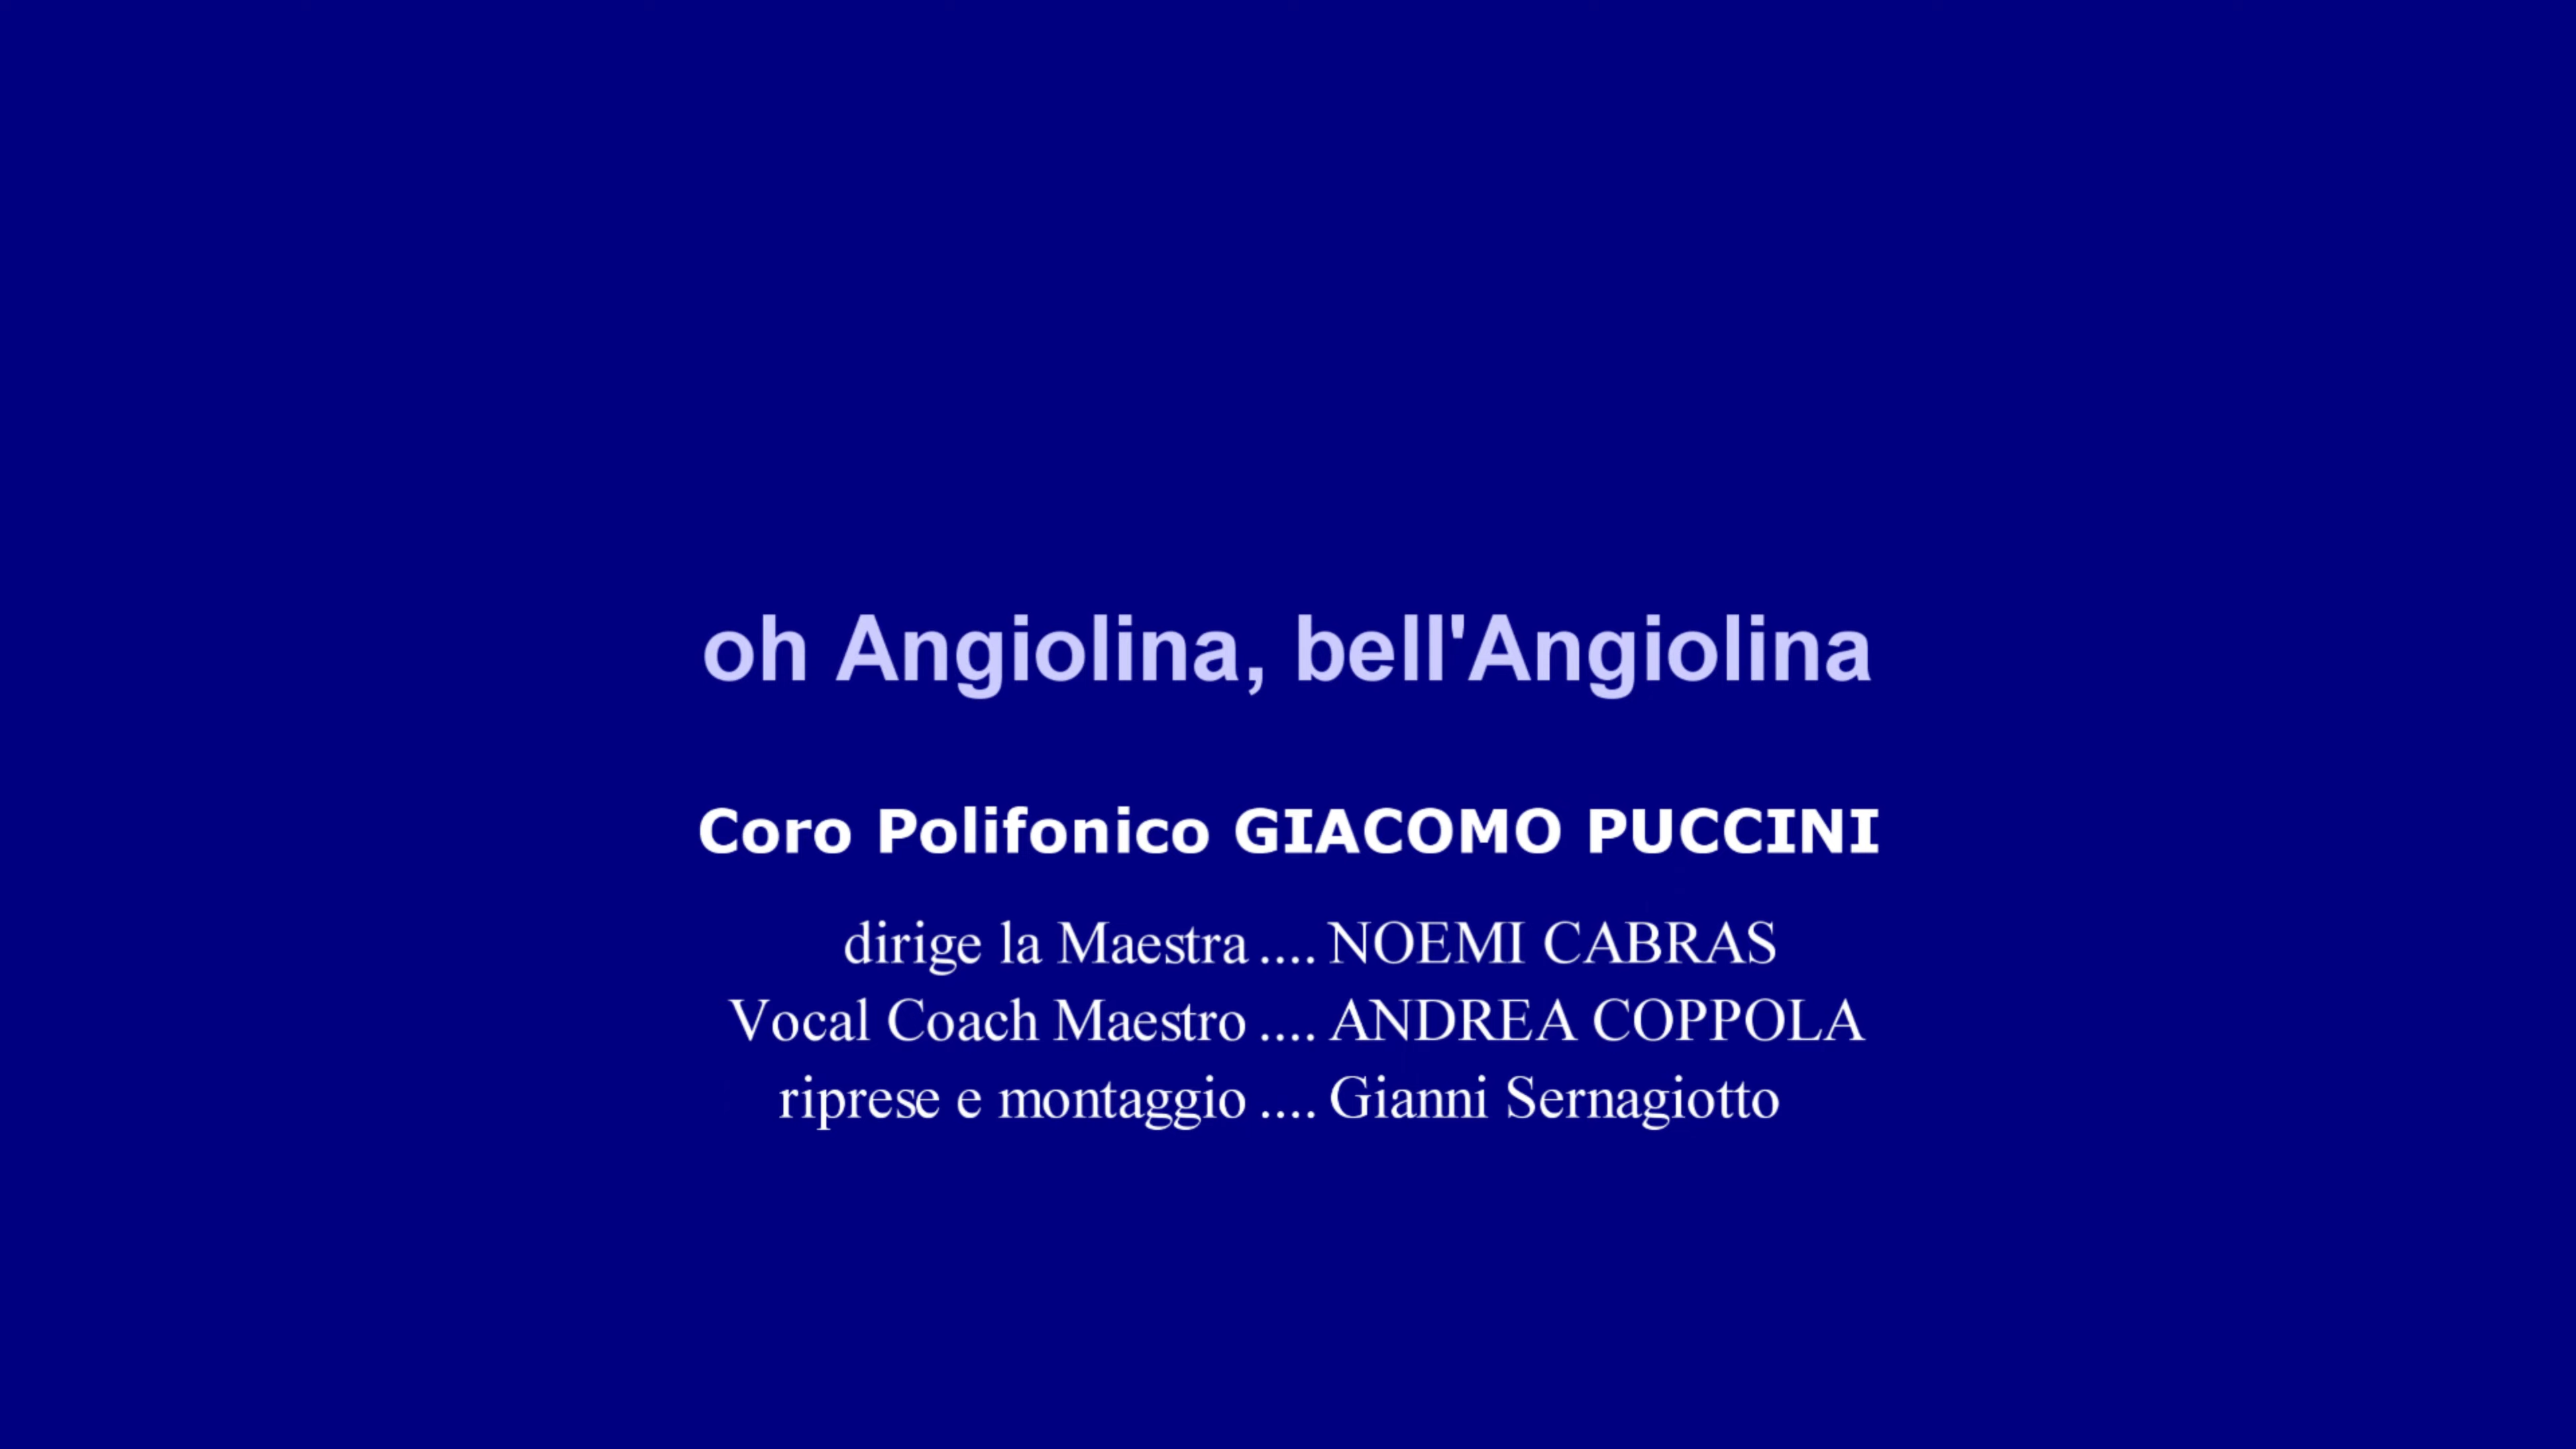 oh Angiolina, bell'Angiolina
Coro Polifonico GIACOMO PUCCINI
dirige la Maestra .... NOEMI CABRAS
Vocal Coach Maestro .... ANDREA COPPOLA
riprese e montaggio .... Gianni Sernagiotto